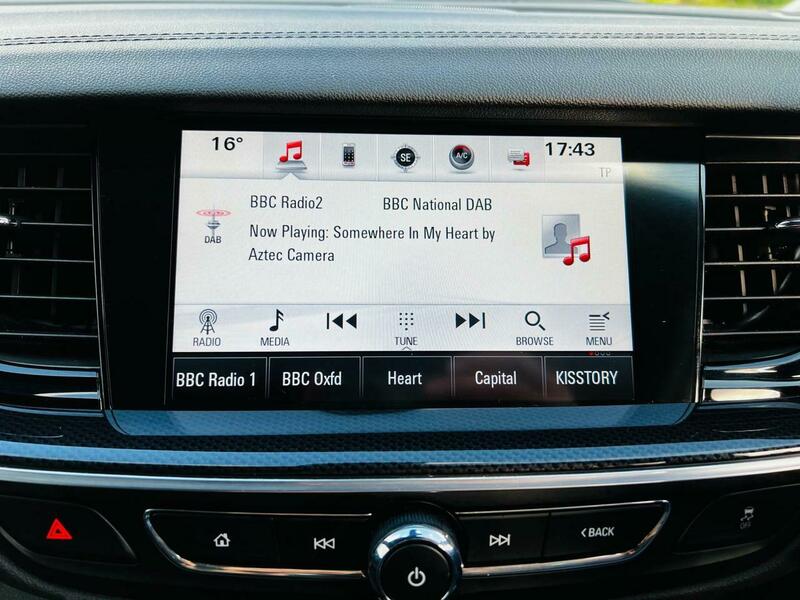 16°
SE
A/C
17:43
TP
BBC Radio2
BBC National DAB
DAB
Now Playing: Somewhere In My Heart by
Aztec Camera
RADIO
MEDIA
TUNE
BROWSE
MENU
BBC Radio 1
BBC Oxfd
Heart
Capital
KISSTORY
BACK
OFF